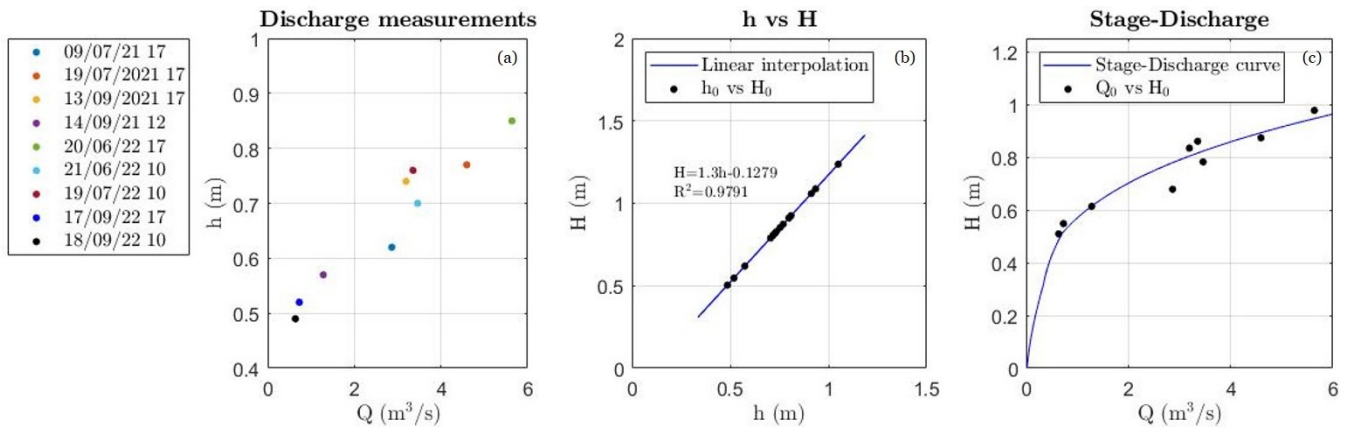 Discharge measurements
h vs H
Stage-Discharge
09/07/21 17
19/07/2021 17
13/09/2021 17
14/09/21 12
20/06/22 17
21/06/22 10
19/07/22 10
17/09/22 17
18/09/22 10
(a)
1
0.9
0.8
0.7
0.6
0.5
0.4
h (m)
0
2
4
6
Q (m³/s)
Linear interpolation
h₀ vs H₀
(b)
H=1.3h-0.1279
R²=0.9791
2
1.5
1
0.5
0
H (m)
0
0.5
1
1.5
h (m)
Stage-Discharge curve
Q₀ vs H₀
(c)
1.2
1
0.8
0.6
0.4
0.2
0
H (m)
0
2
4
6
Q (m³/s)